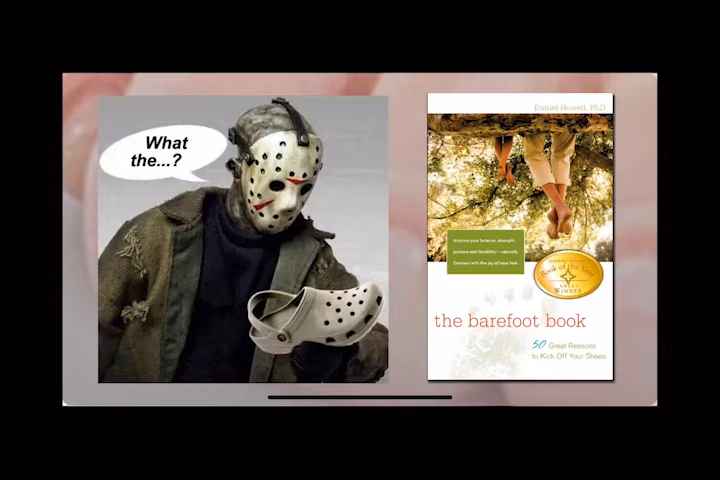 What
the...?
Daniel Howell, PhD
Improve your balance, strength,
posture and flexibility—naturally.
Connect with the joy of bare feet.
Book of the Year
AWARD
WINNER
the barefoot book
50 Great Reasons
to Kick Off Your Shoes